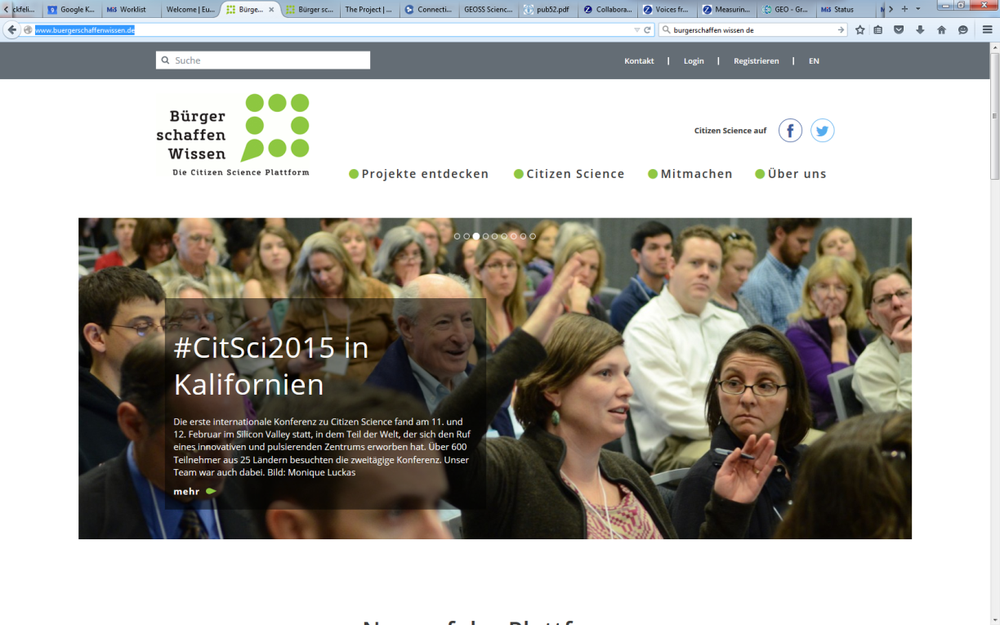 ckfeli...
Google K...
MiS Worklist
Welcome | Eu...
Bürge...
Bürger sc...
The Project | ...
Connecti...
GEOSS Scienc...
pub52.pdf
Collabora...
Voices fr...
Measurin...
GEO - Gr...
MiS Status
www.buergerschaffenwissen.de
burgerschaffen wissen de
Suche
Kontakt | Login | Registrieren | EN
Bürger
schaffen
Wissen
Die Citizen Science Plattform
Citizen Science auf
Projekte entdecken
Citizen Science
Mitmachen
Über uns
#CitSci2015 in
Kalifornien
Die erste internationale Konferenz zu Citizen Science fand am 11. und
12. Februar im Silicon Valley statt, in dem Teil der Welt, der sich den Ruf
eines innovativen und pulsierenden Zentrums erworben hat. Über 600
Teilnehmer aus 25 Ländern besuchten die zweitägige Konferenz. Unser
Team war auch dabei. Bild: Monique Luckas
mehr